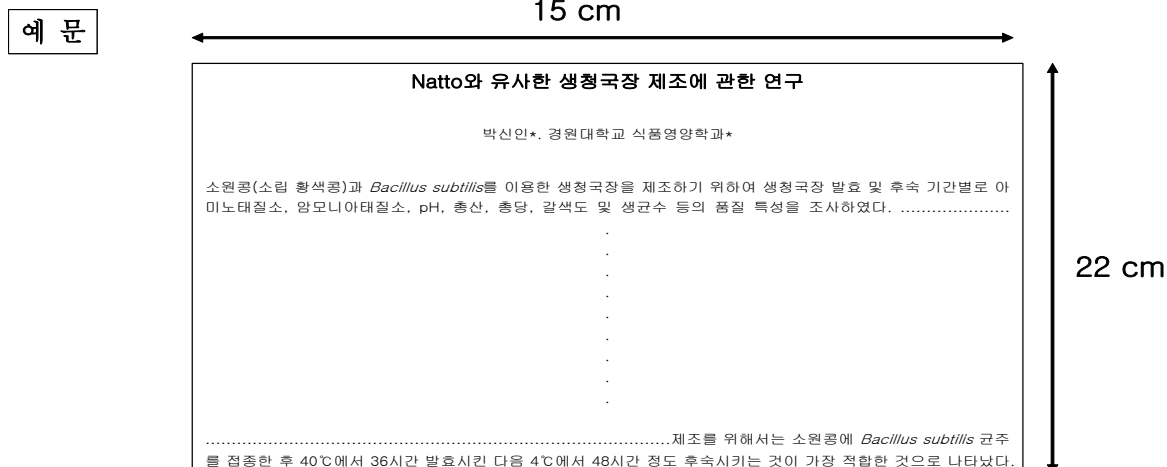 15 cm
예 문
Natto와 유사한 생청국장 제조에 관한 연구
박신인*. 경원대학교 식품영양학과*
소원콩(소립 황색콩)과 Bacillus subtilis를 이용한 생청국장을 제조하기 위하여 생청국장 발효 및 후숙 기간별로 아
미노태질소, 암모니아태질소, pH, 총산, 총당, 갈색도 및 생균수 등의 품질 특성을 조사하였다. .....................
.
.
.
.
.
.
.
.
.
22 cm
...........................................................................................제조를 위해서는 소원콩에 Bacillus subtilis 균주
를 접종한 후 40℃에서 36시간 발효시킨 다음 4℃에서 48시간 정도 후숙시키는 것이 가장 적합한 것으로 나타났다.